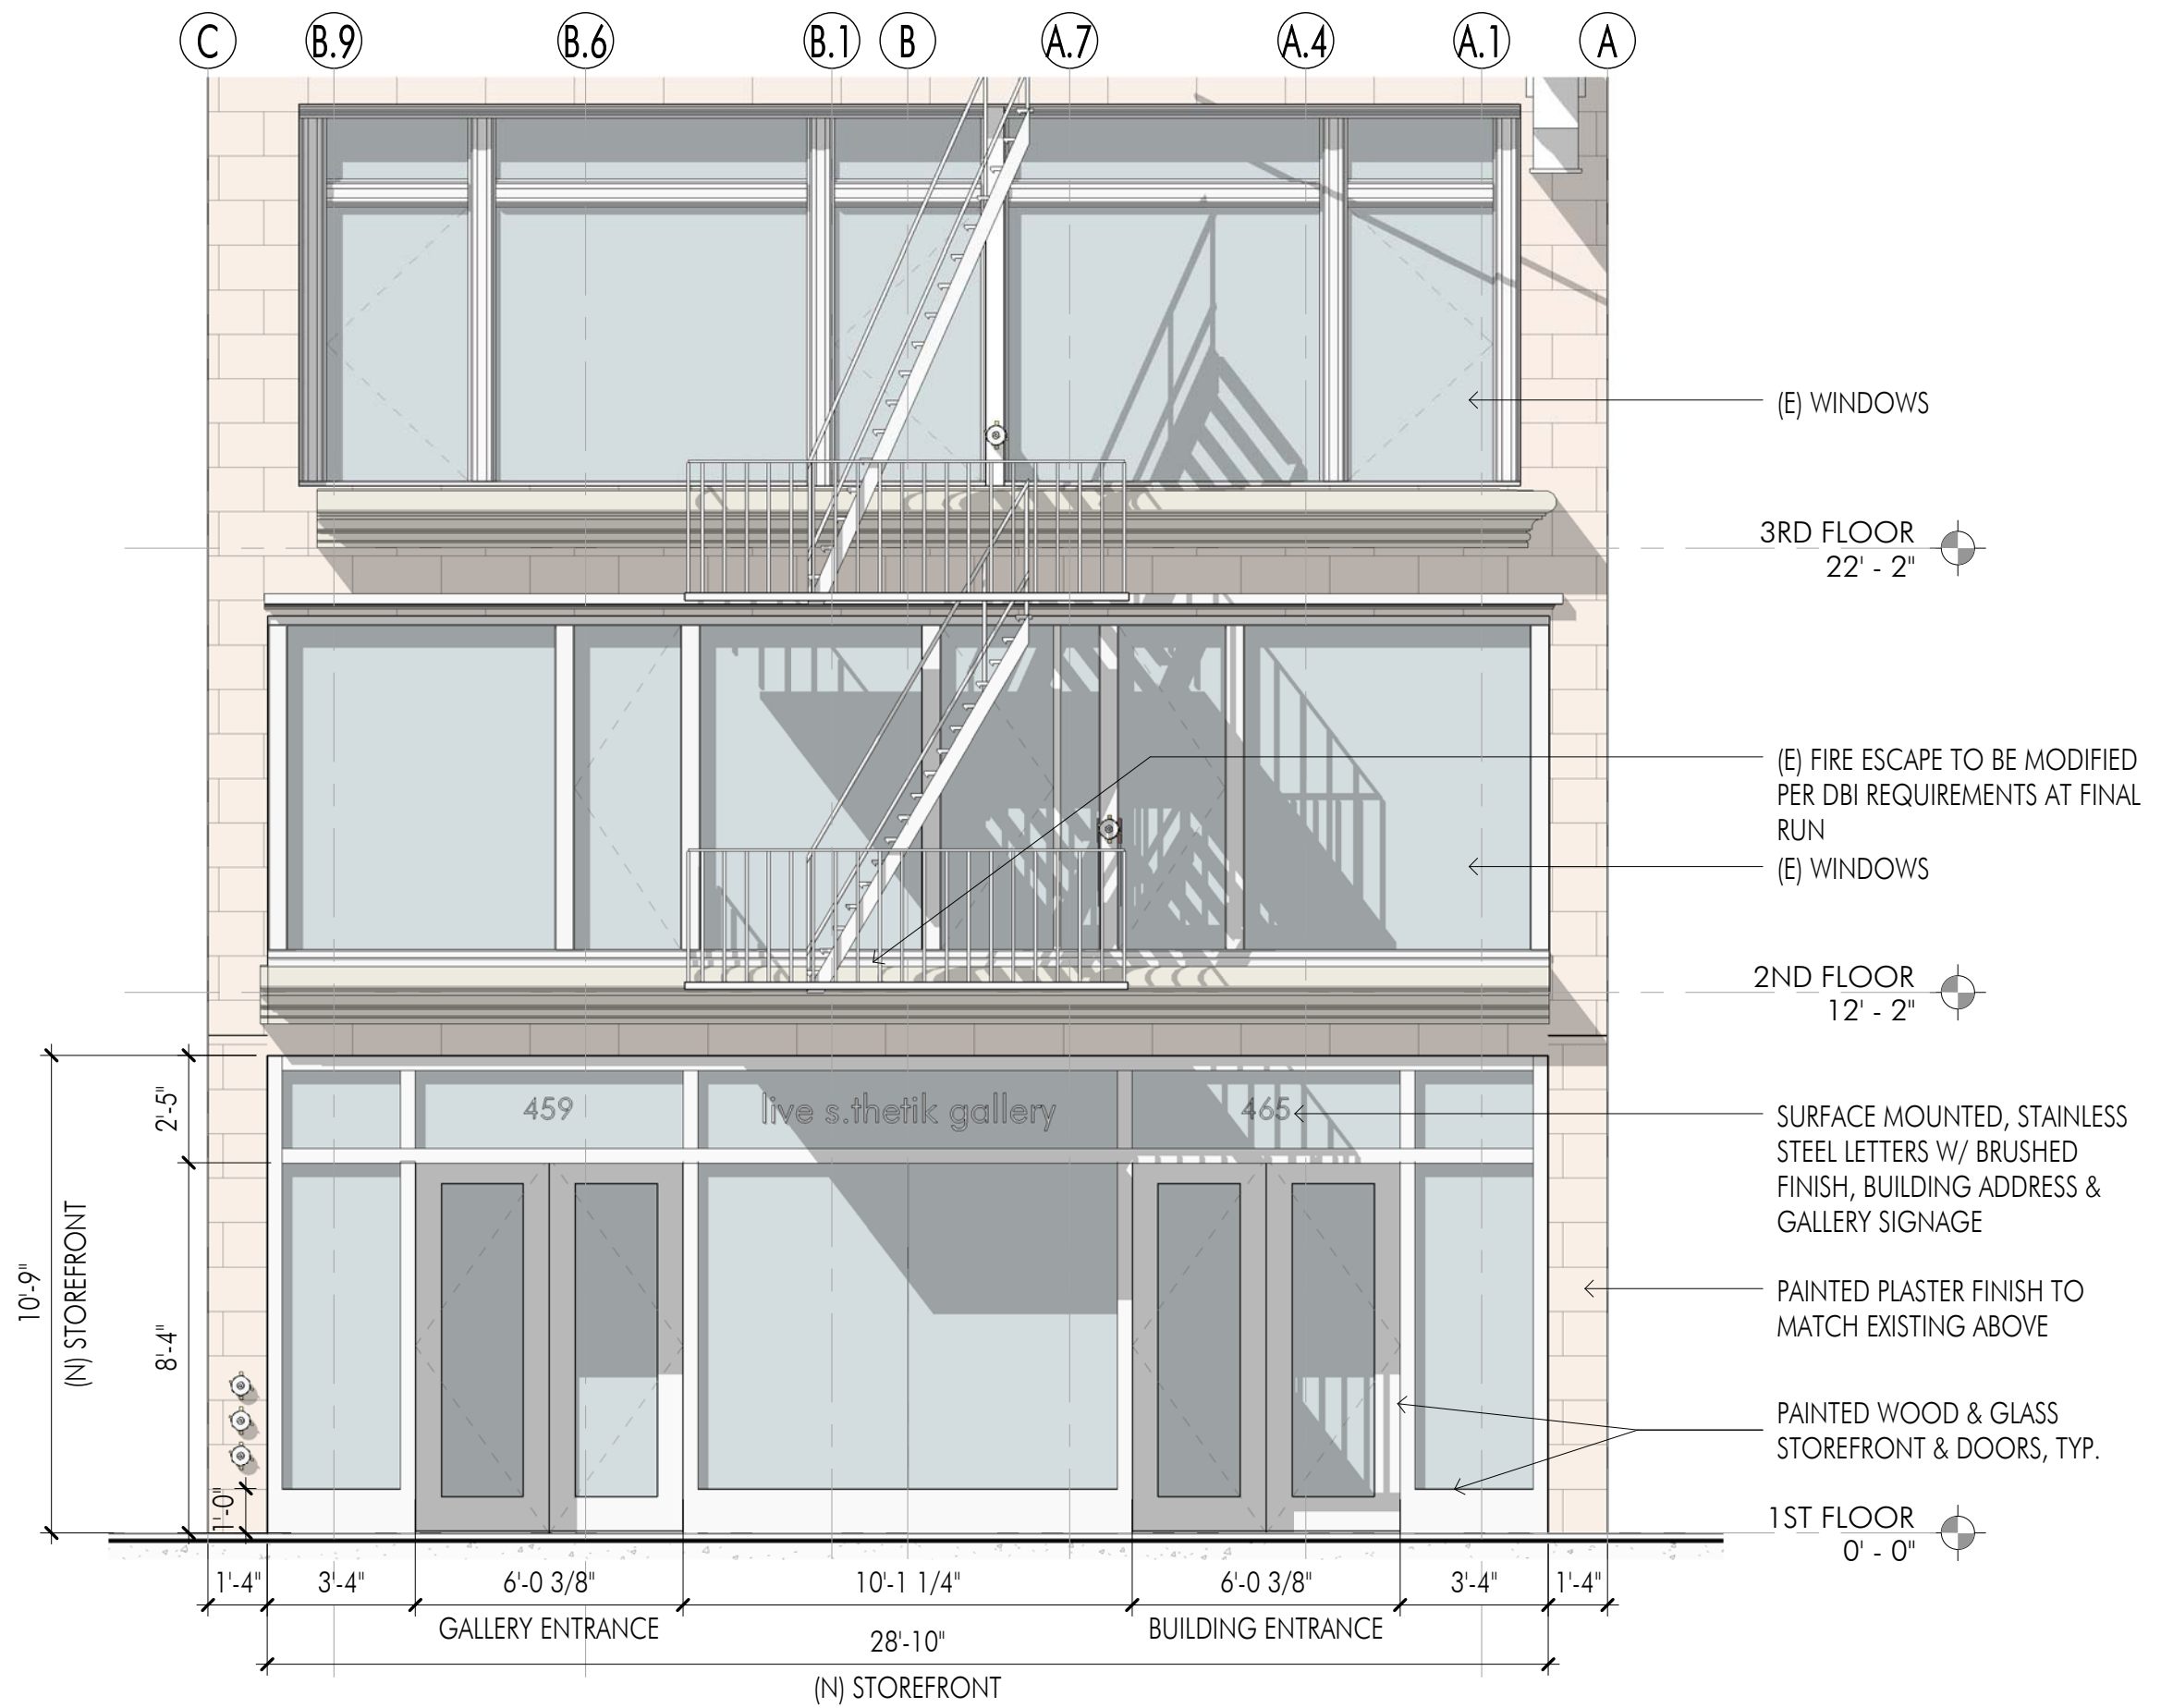 C B.9 B.6 B.1 B A.7 A.4 A.1 A
(E) WINDOWS
3RD FLOOR
22' - 2"
(E) FIRE ESCAPE TO BE MODIFIED
PER DBI REQUIREMENTS AT FINAL
RUN
(E) WINDOWS
2ND FLOOR
12' - 2"
459
live s.thetik gallery
465
SURFACE MOUNTED, STAINLESS
STEEL LETTERS W/ BRUSHED
FINISH, BUILDING ADDRESS &
GALLERY SIGNAGE
PAINTED PLASTER FINISH TO
MATCH EXISTING ABOVE
PAINTED WOOD & GLASS
STOREFRONT & DOORS, TYP.
1ST FLOOR
0' - 0"
10'-9"
(N) STOREFRONT
2'-5"
8'-4"
1'-0"
1'-4" 3'-4" 6'-0 3/8" 10'-1 1/4" 6'-0 3/8" 3'-4" 1'-4"
GALLERY ENTRANCE
BUILDING ENTRANCE
28'-10"
(N) STOREFRONT